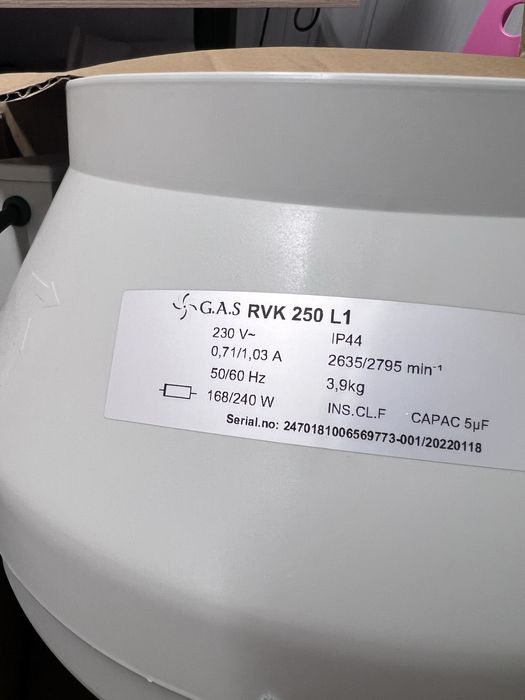 G.A.S RVK 250 L1
230 V~ IP44
0,71/1,03 A 2635/2795 min⁻¹
50/60 Hz 3,9kg
168/240 W INS.CL.F CAPAC 5µF
Serial.no: 2470181006569773-001/20220118